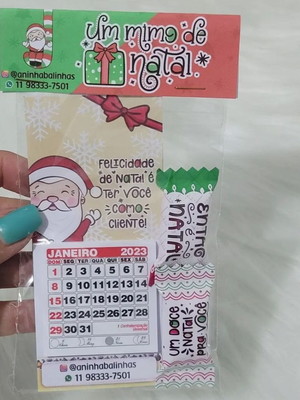 Um mimo de
natal
@aninhabalinhas
11 98333-7501
FELICIDADE
DE NATAL É
TER VOCÊ
COMO
CLIENTE!
JANEIRO 2023
DOM SEG TER QUA QUI SEX SÁB
1 2 3 4 5 6 7
8 9 10 11 12 13 14
15 16 17 18 19 20 21
22 23 24 25 26 27 28
29 30 31
@aninhabalinhas
11 98333-7501
É
NATAL
UM DOCE
NATAL
PRA VOCÊ